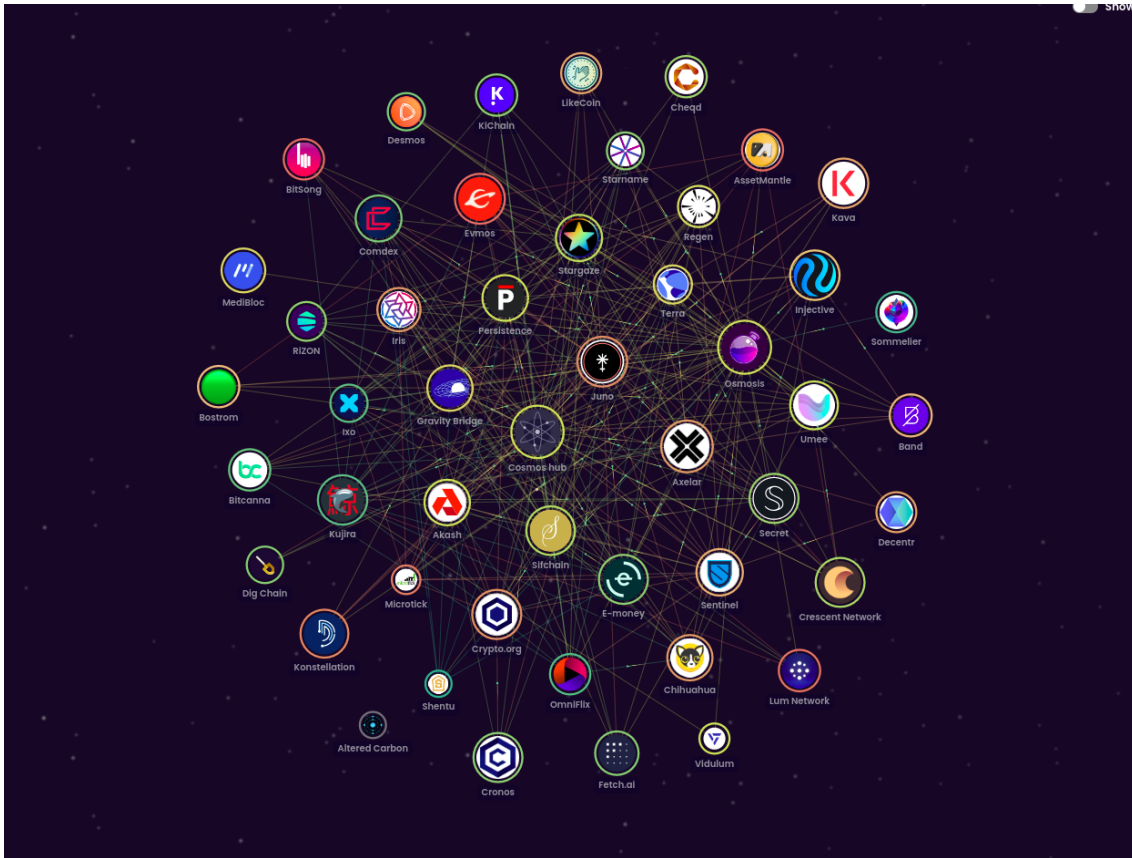 Show
LikeCoin
Cheqd
KiChain
Desmos
Starname
AssetMantle
BitSong
Kava
Evmos
Regen
Comdex
Stargaze
MediBloc
Injective
Terra
Persistence
Iris
Sommelier
RiZON
Osmosis
Juno
Bostrom
Gravity Bridge
Ixo
Umee
Band
Cosmos hub
Axelar
bc
Bitcanna
Kujira
Akash
Secret
Decentr
Sifchain
Dig Chain
Microtick
E-money
Sentinel
Crescent Network
Crypto.org
Konstellation
Chihuahua
Lum Network
Shentu
OmniFlix
Altered Carbon
Vidulum
Cronos
Fetch.ai